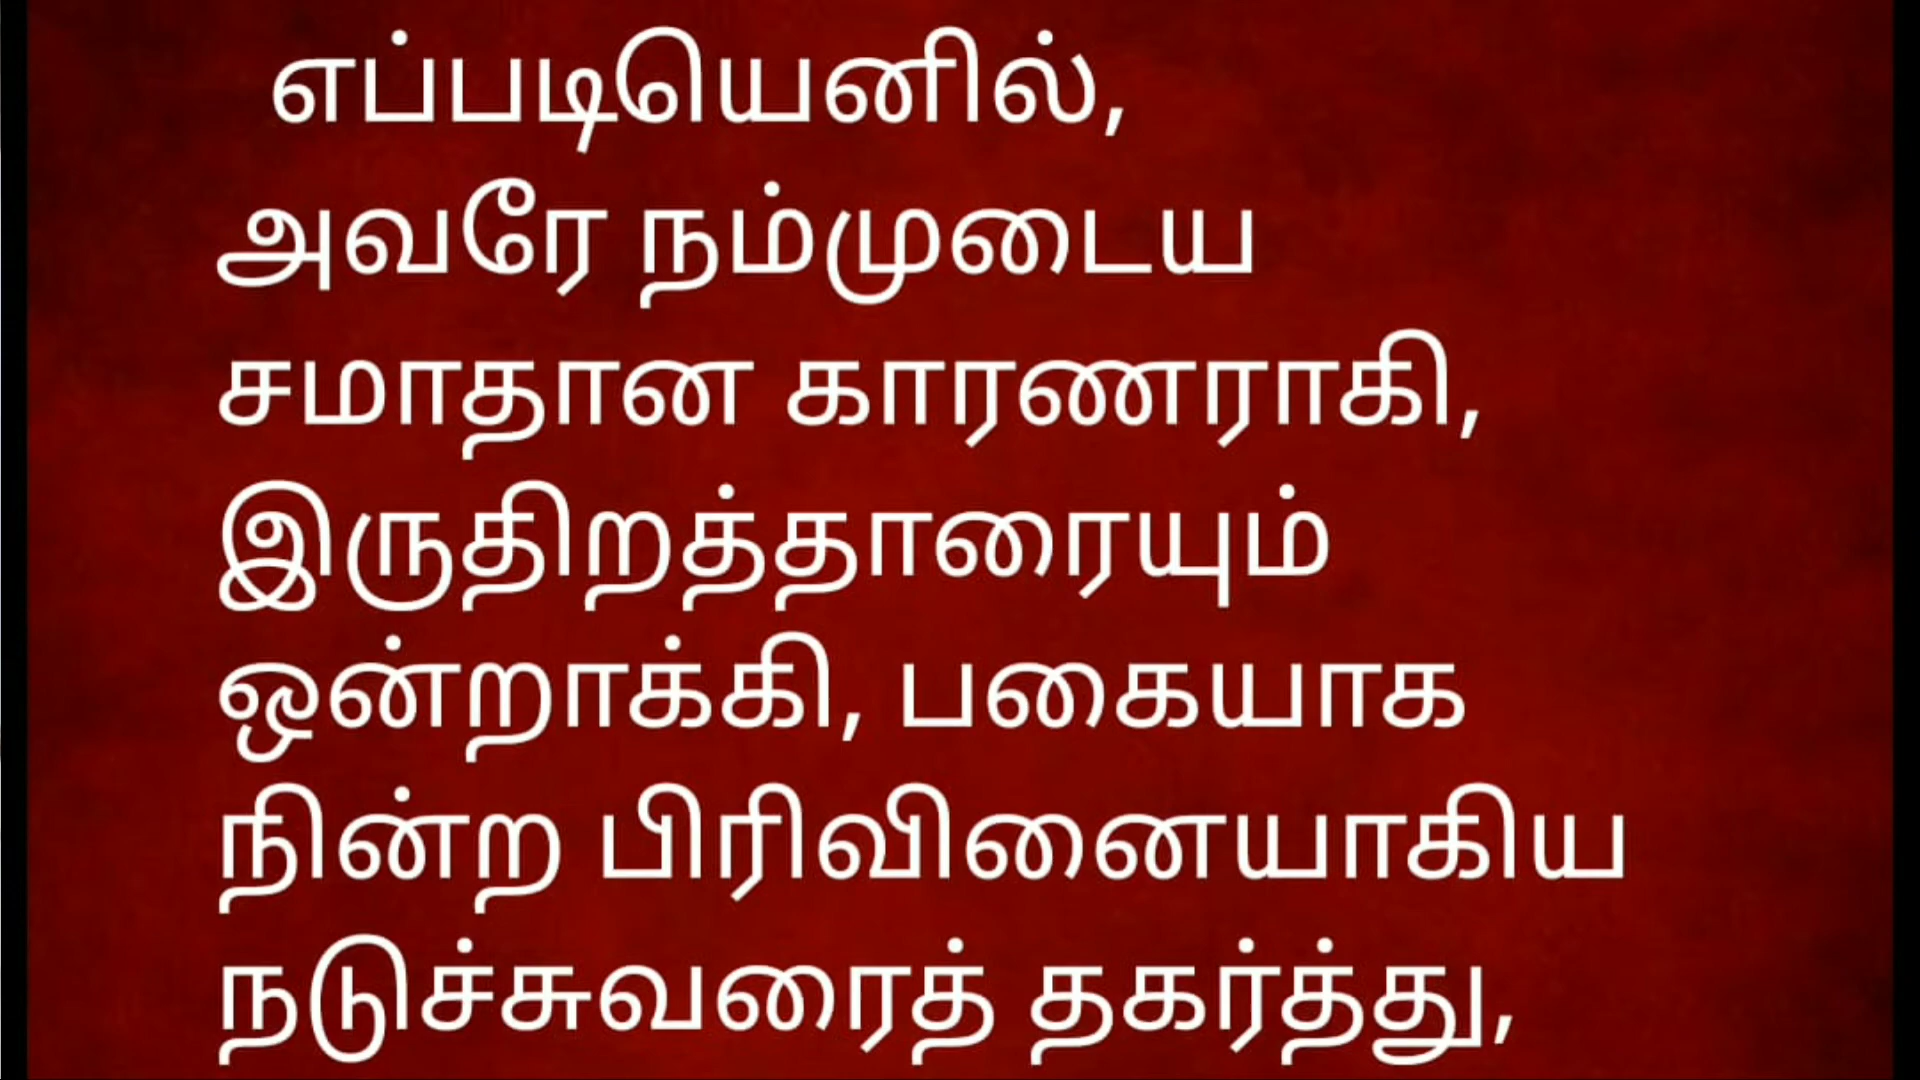 எப்படியெனில்,
அவரே நம்முடைய
சமாதான காரணராகி,
இருதிறத்தாரையும்
ஒன்றாக்கி, பகையாக
நின்ற பிரிவினையாகிய
நடுச்சுவரைத் தகர்த்து,